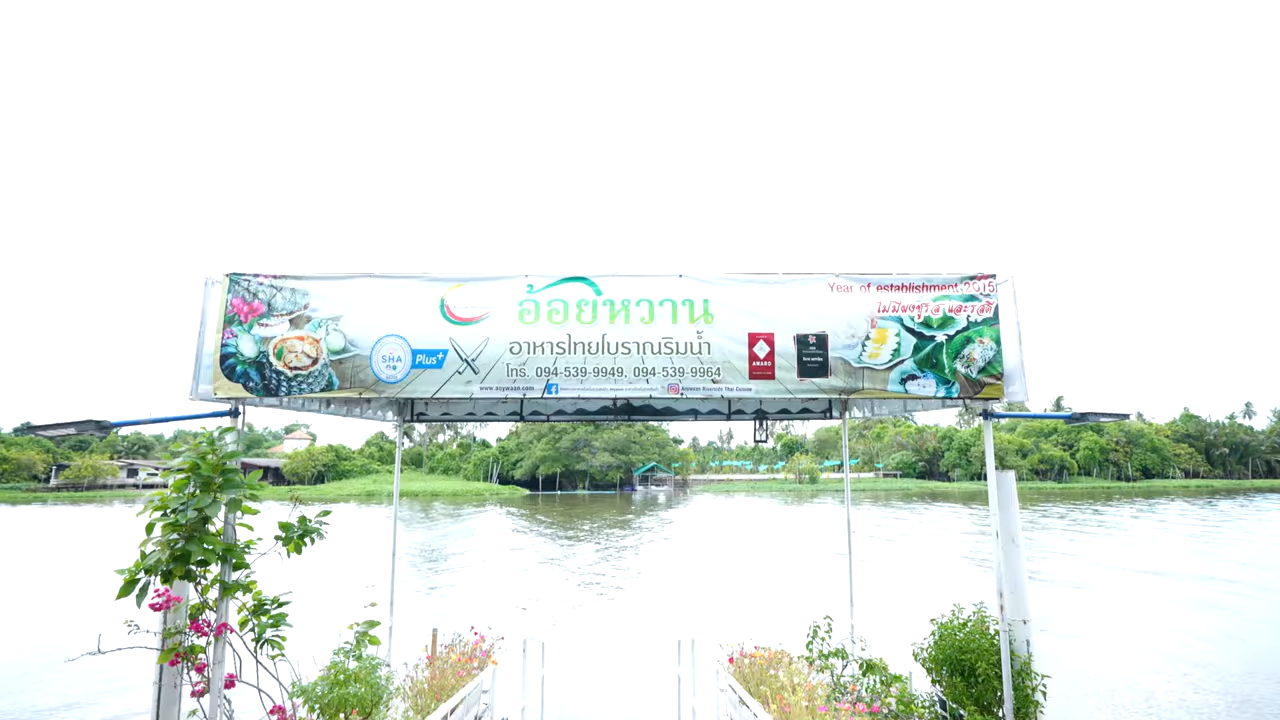 อ้อยหวาน
อาหารไทยโบราณริมน้ำ
โทร. 094-539-9949, 094-539-9964
www.aoywaan.com
Aoywaan Riverside Thai Cuisine
SHA Plus+
AWARD
Year of establishment 2015
ไม่มีผงชูรส และรสดี